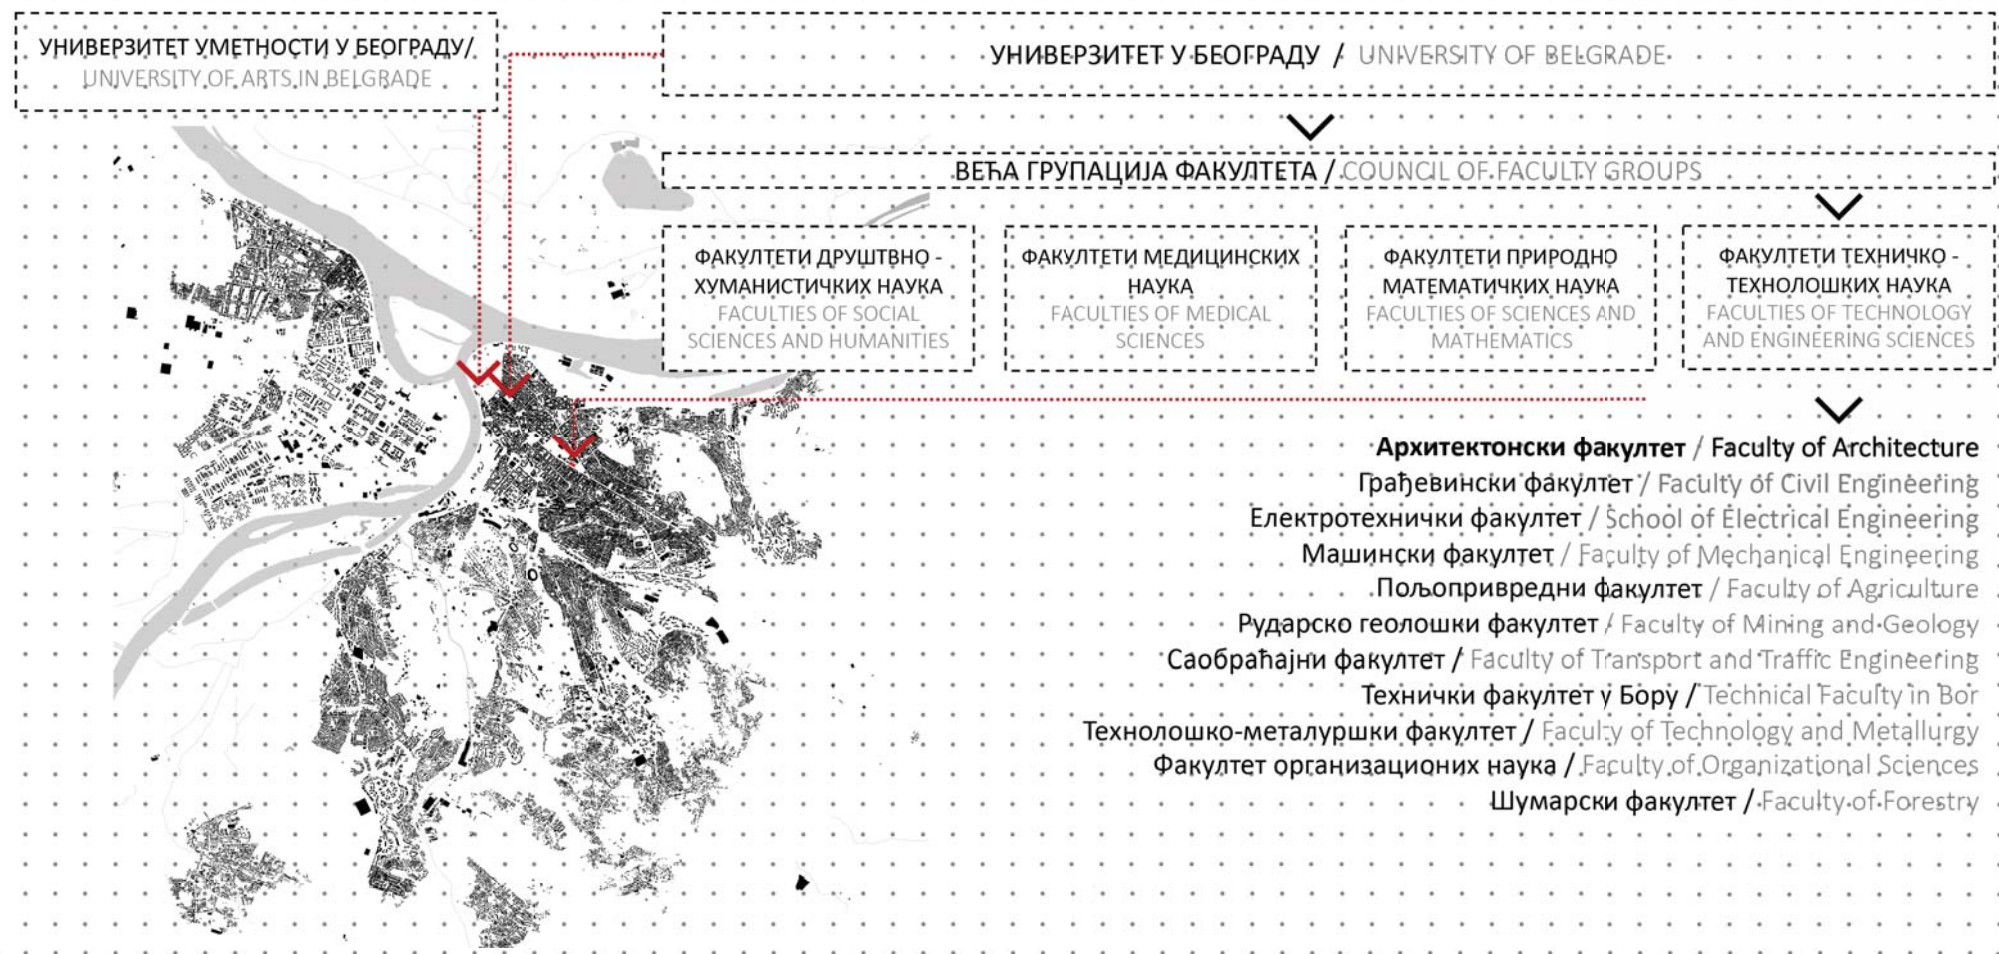 УНИВЕРЗИТЕТ УМЕТНОСТИ У БЕОГРАДУ/
UNIVERSITY OF ARTS IN BELGRADE
УНИВЕРЗИТЕТ У БЕОГРАДУ / UNIVERSITY OF BELGRADE
ВЕЋА ГРУПАЦИЈА ФАКУЛТЕТА / COUNCIL OF FACULTY GROUPS
ФАКУЛТЕТИ ДРУШТВНО -
ХУМАНИСТИЧКИХ НАУКА
FACULTIES OF SOCIAL
SCIENCES AND HUMANITIES
ФАКУЛТЕТИ МЕДИЦИНСКИХ
НАУКА
FACULTIES OF MEDICAL
SCIENCES
ФАКУЛТЕТИ ПРИРОДНО
МАТЕМАТИЧКИХ НАУКА
FACULTIES OF SCIENCES AND
MATHEMATICS
ФАКУЛТЕТИ ТЕХНИЧКО -
ТЕХНОЛОШКИХ НАУКА
FACULTIES OF TECHNOLOGY
AND ENGINEERING SCIENCES
Архитектонски факултет / Faculty of Architecture
Грађевински факултет / Faculty of Civil Engineering
Електротехнички факултет / School of Electrical Engineering
Машински факултет / Faculty of Mechanical Engineering
Пољопривредни факултет / Faculty of Agriculture
Рударско геолошки факултет / Faculty of Mining and Geology
Саобраћајни факултет / Faculty of Transport and Traffic Engineering
Технички факултет у Бору / Technical Faculty in Bor
Технолошко-металуршки факултет / Faculty of Technology and Metallurgy
Факултет организационих наука / Faculty of Organizational Sciences
Шумарски факултет / Faculty of Forestry